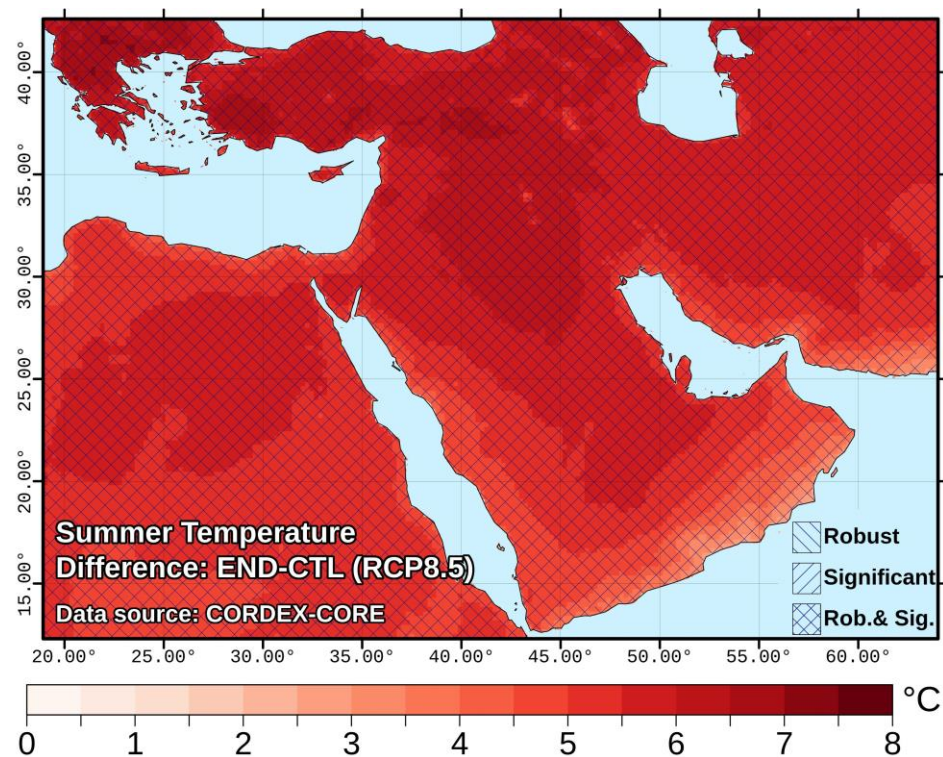 40.00°
35.00°
30.00°
25.00°
20.00°
15.00°
Summer Temperature
Difference: END-CTL (RCP8.5)
Data source: CORDEX-CORE
Robust
Significant
Rob.& Sig.
20.00° 25.00° 30.00° 35.00° 40.00° 45.00° 50.00° 55.00° 60.00°
°C
0 1 2 3 4 5 6 7 8